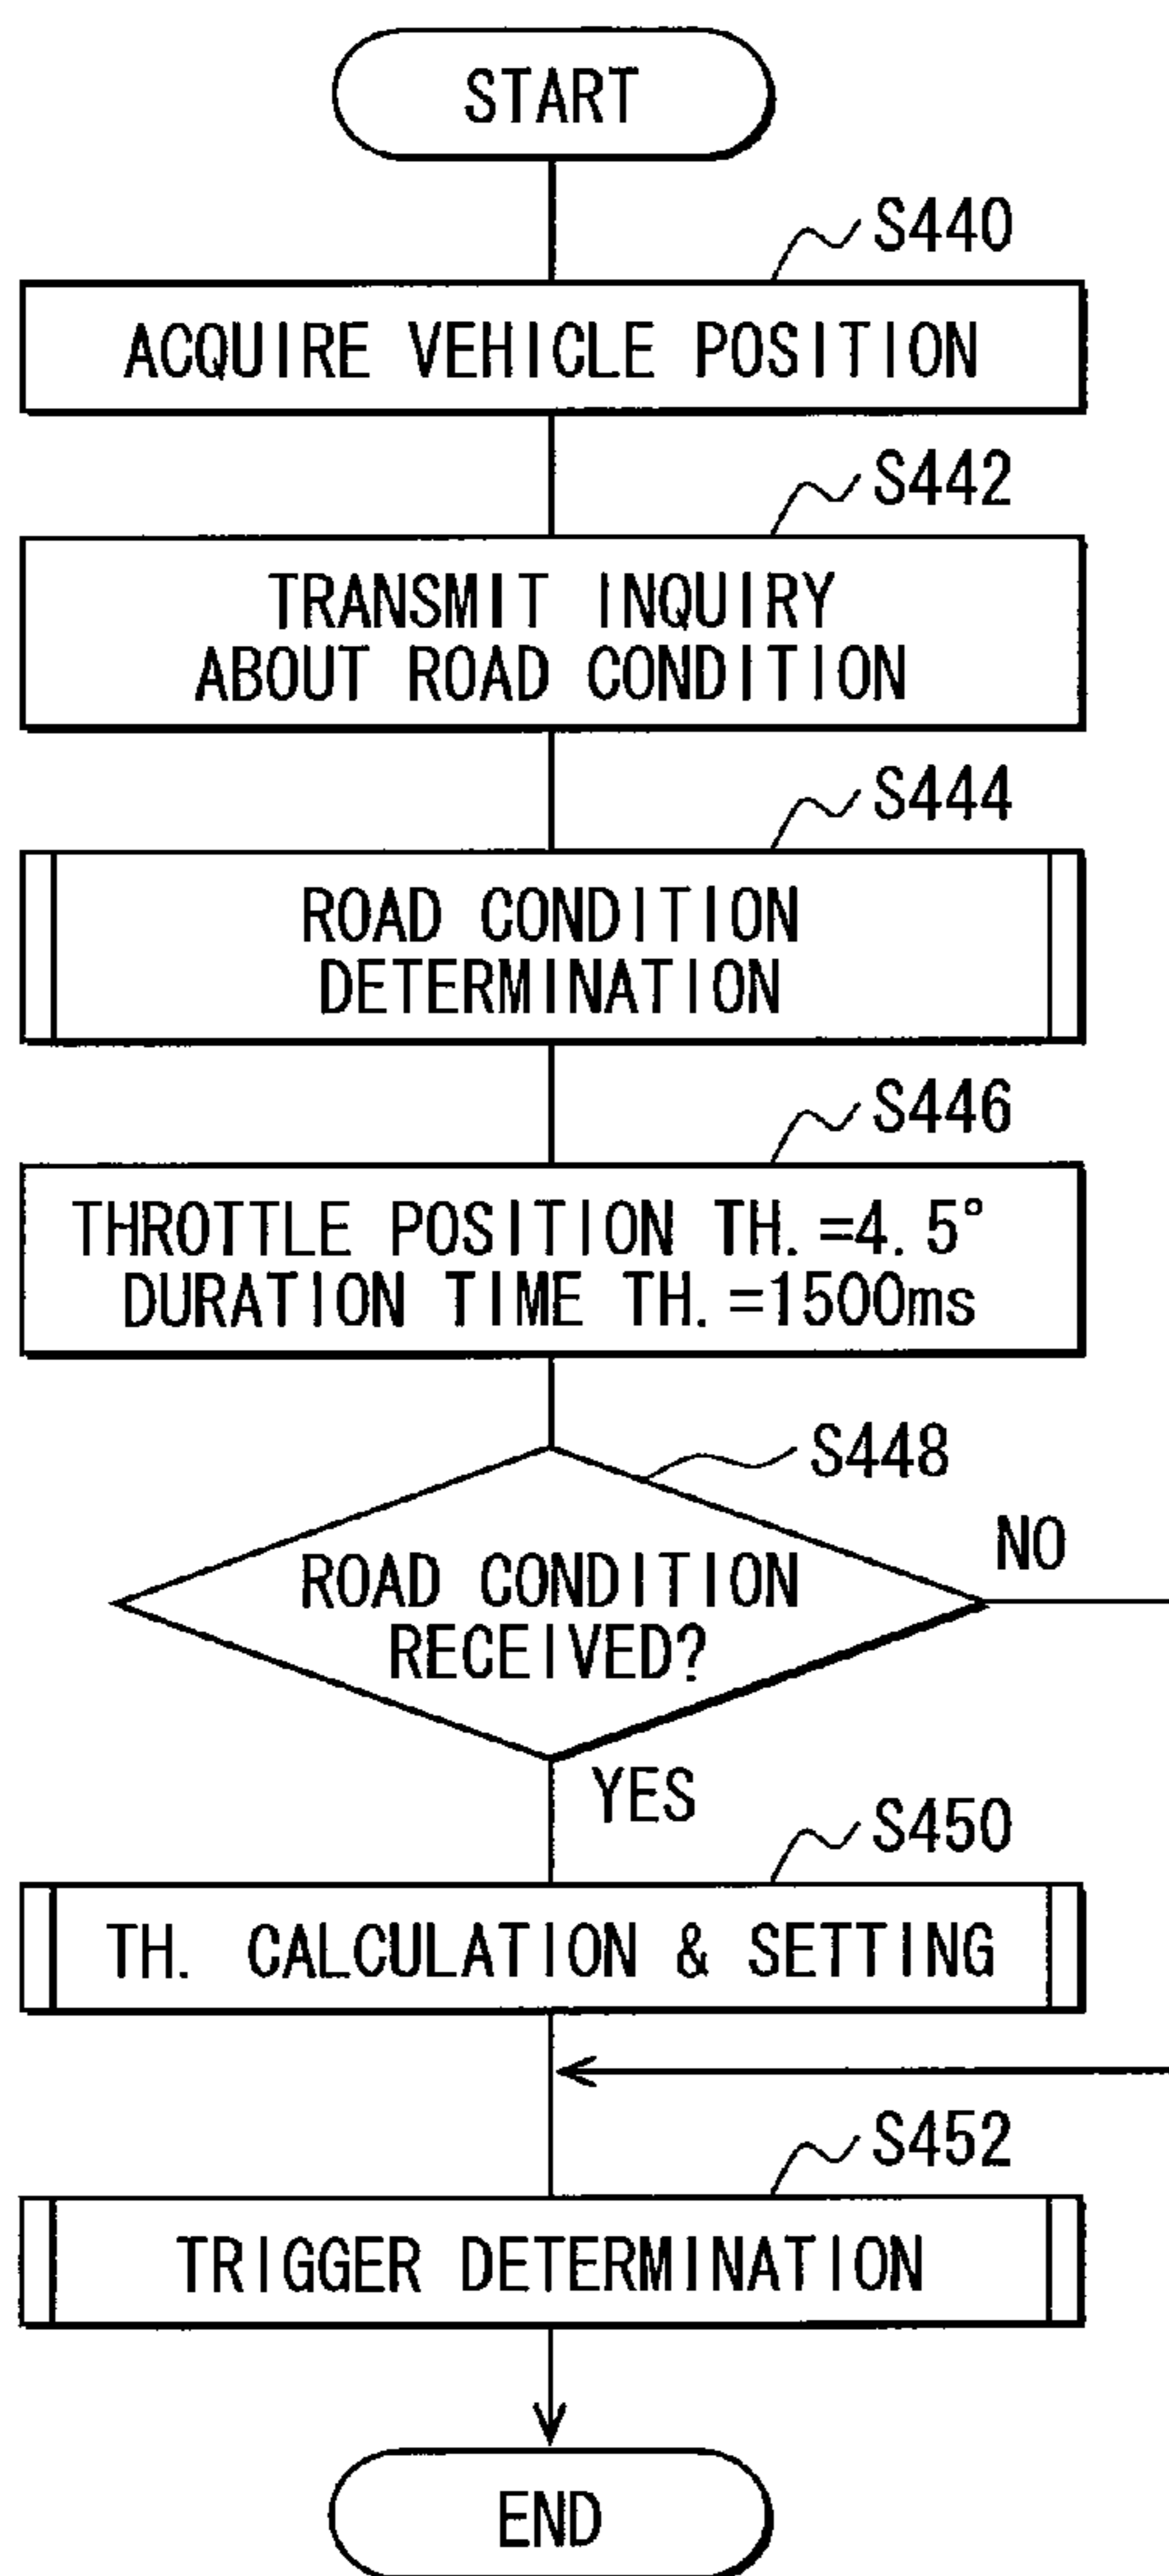 START
S440
ACQUIRE VEHICLE POSITION
S442
TRANSMIT INQUIRY
ABOUT ROAD CONDITION
S444
ROAD CONDITION
DETERMINATION
S446
THROTTLE POSITION TH.=4.5°
DURATION TIME TH.=1500ms
S448
ROAD CONDITION
RECEIVED?
NO
YES
S450
TH. CALCULATION & SETTING
S452
TRIGGER DETERMINATION
END